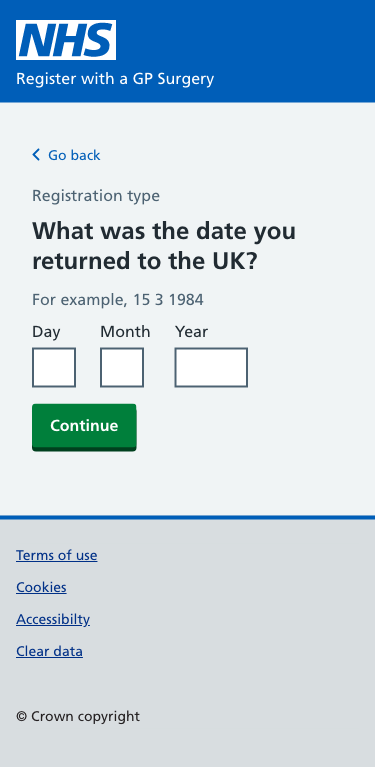 NHS
Register with a GP Surgery
Go back
Registration type
What was the date you
returned to the UK?
For example, 15 3 1984
Day Month Year
Continue
Terms of use
Cookies
Accessibilty
Clear data
© Crown copyright